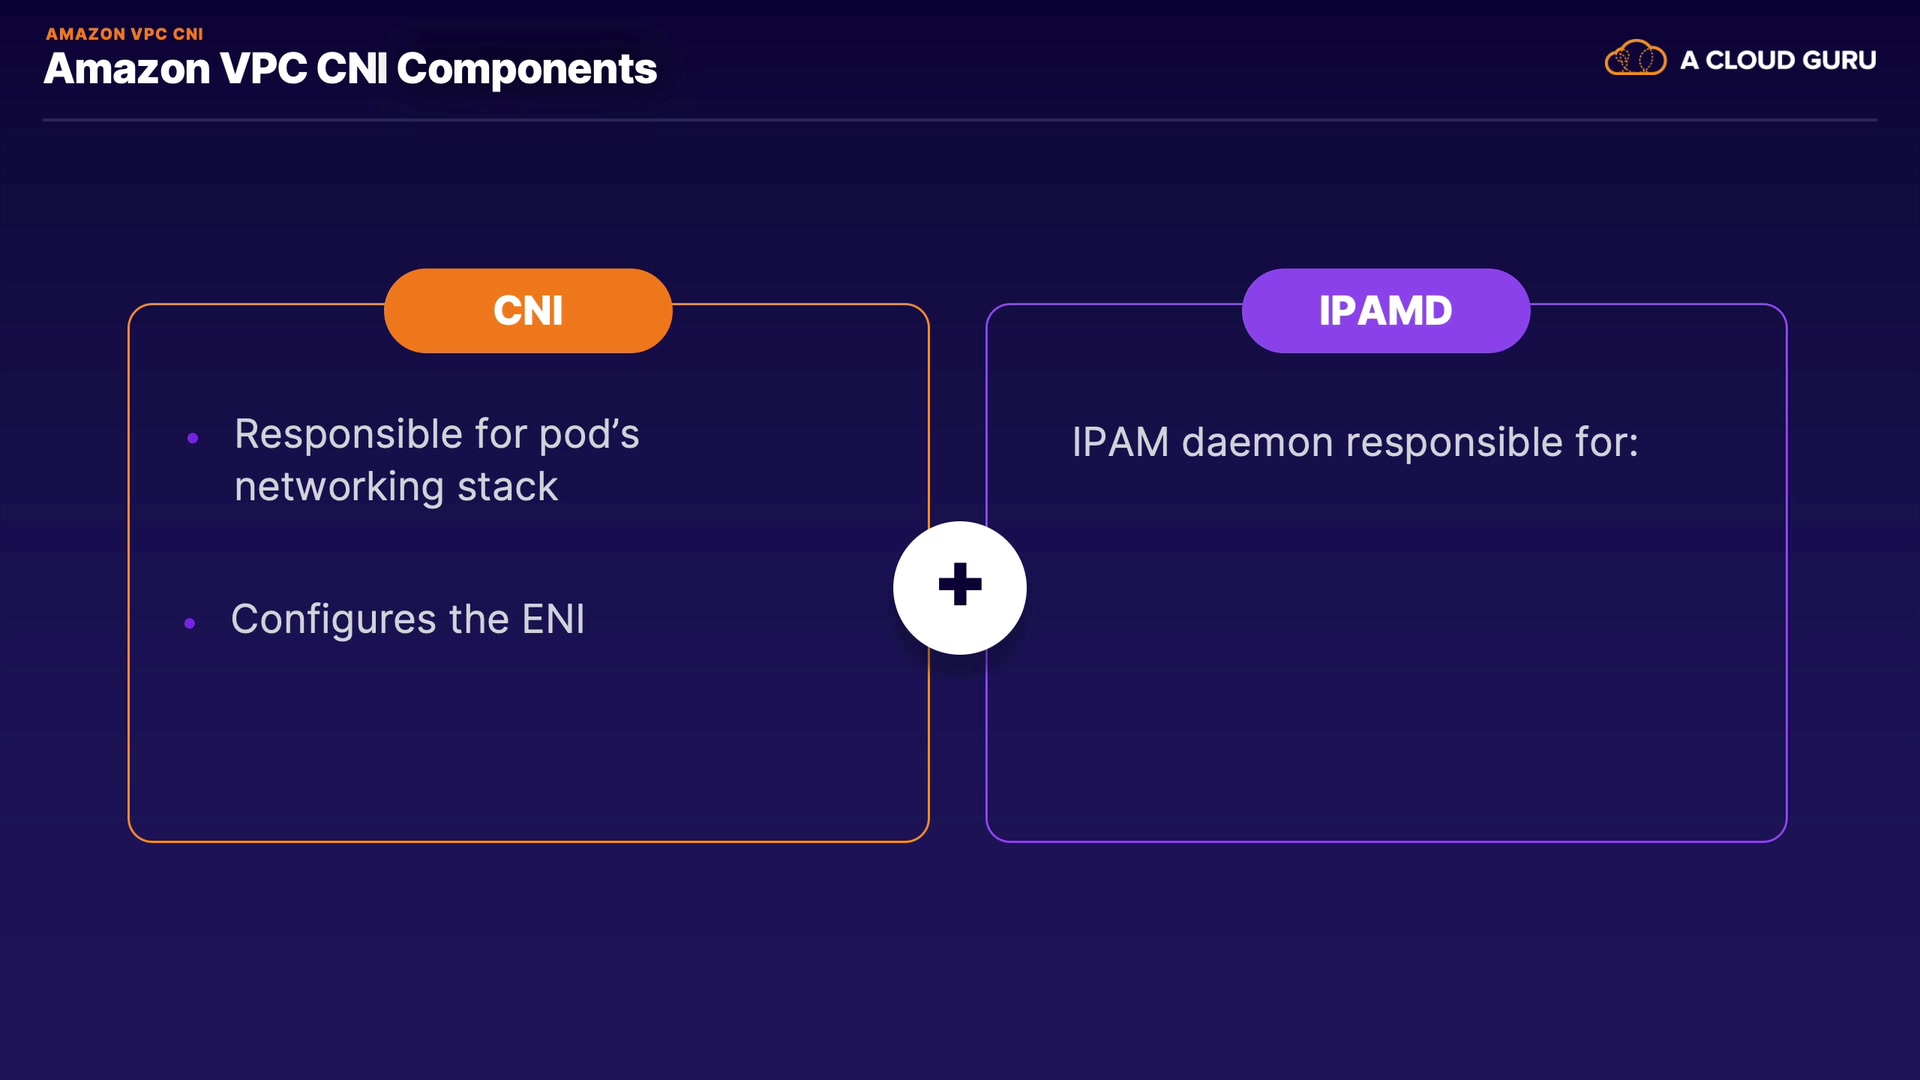 AMAZON VPC CNI
Amazon VPC CNI Components
A CLOUD GURU
CNI
• Responsible for pod’s
networking stack
• Configures the ENI
+
IPAMD
IPAM daemon responsible for: